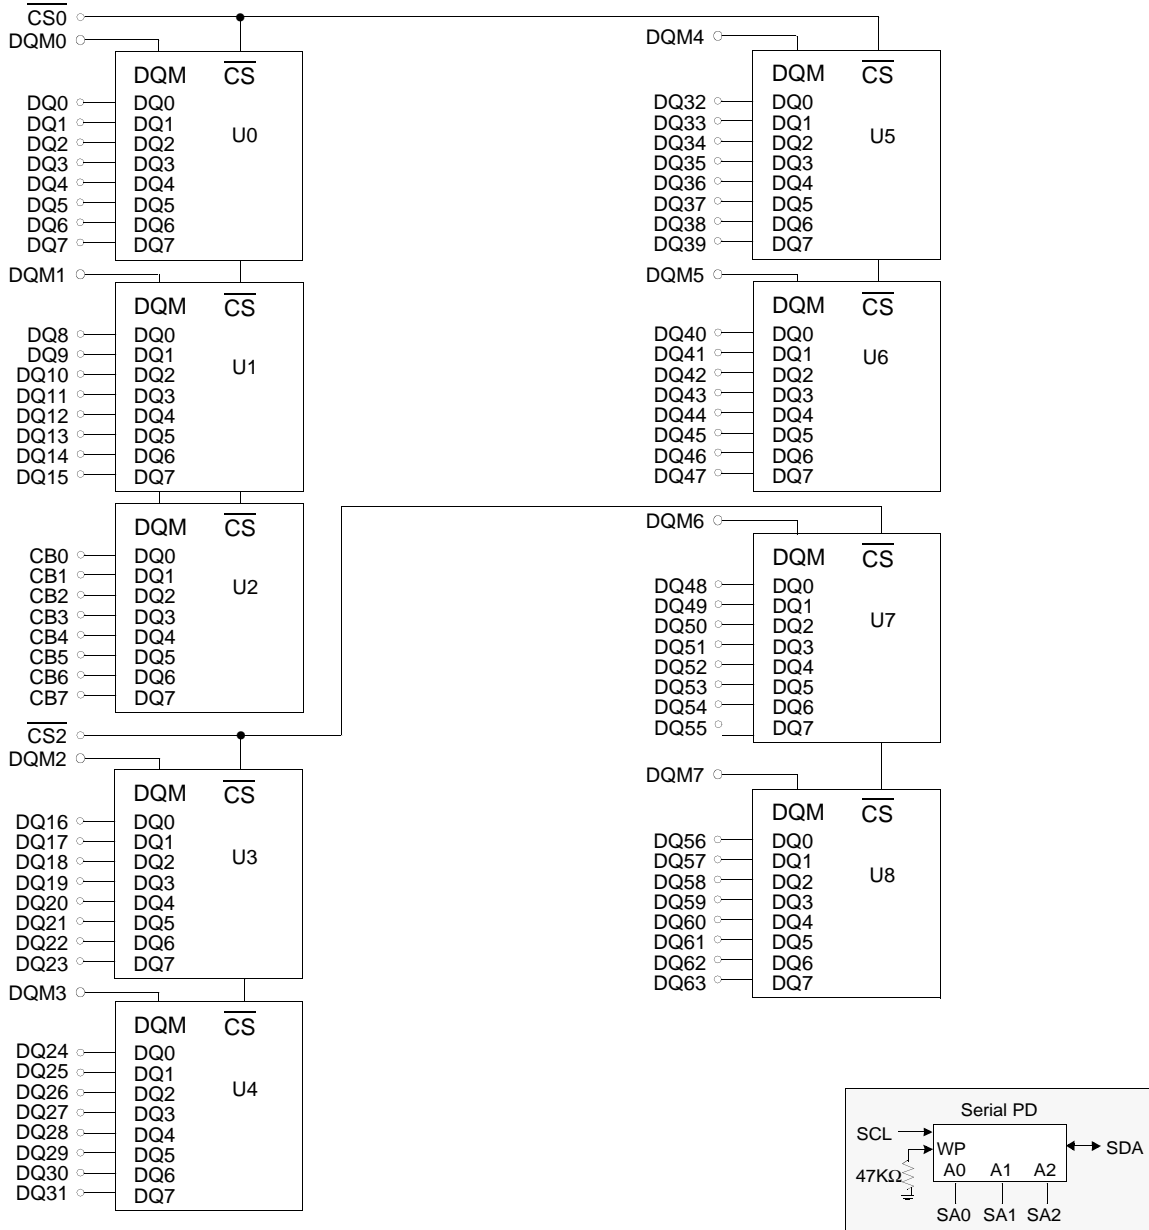 CS0
DQM0
DQM CS
DQ0 DQ0
DQ1 DQ1
U0
DQ2 DQ2
DQ3 DQ3
DQ4 DQ4
DQ5 DQ5
DQ6 DQ6
DQ7 DQ7
DQM1
DQM CS
DQ8 DQ0
DQ9 DQ1
U1
DQ10 DQ2
DQ11 DQ3
DQ12 DQ4
DQ13 DQ5
DQ14 DQ6
DQ15 DQ7
DQM CS
CB0 DQ0
CB1 DQ1
U2
CB2 DQ2
CB3 DQ3
CB4 DQ4
CB5 DQ5
CB6 DQ6
CB7 DQ7
CS2
DQM2
DQM CS
DQ16 DQ0
DQ17 DQ1
U3
DQ18 DQ2
DQ19 DQ3
DQ20 DQ4
DQ21 DQ5
DQ22 DQ6
DQ23 DQ7
DQM3
DQM CS
DQ24 DQ0
DQ25 DQ1
U4
DQ26 DQ2
DQ27 DQ3
DQ28 DQ4
DQ29 DQ5
DQ30 DQ6
DQ31 DQ7
DQM4
DQM CS
DQ32 DQ0
DQ33 DQ1
U5
DQ34 DQ2
DQ35 DQ3
DQ36 DQ4
DQ37 DQ5
DQ38 DQ6
DQ39 DQ7
DQM5
DQM CS
DQ40 DQ0
DQ41 DQ1
U6
DQ42 DQ2
DQ43 DQ3
DQ44 DQ4
DQ45 DQ5
DQ46 DQ6
DQ47 DQ7
DQM6
DQM CS
DQ48 DQ0
DQ49 DQ1
U7
DQ50 DQ2
DQ51 DQ3
DQ52 DQ4
DQ53 DQ5
DQ54 DQ6
DQ55 DQ7
DQM7
DQM CS
DQ56 DQ0
DQ57 DQ1
U8
DQ58 DQ2
DQ59 DQ3
DQ60 DQ4
DQ61 DQ5
DQ62 DQ6
DQ63 DQ7
Serial PD
SCL
WP SDA
47KΩ A0 A1 A2
SA0 SA1 SA2